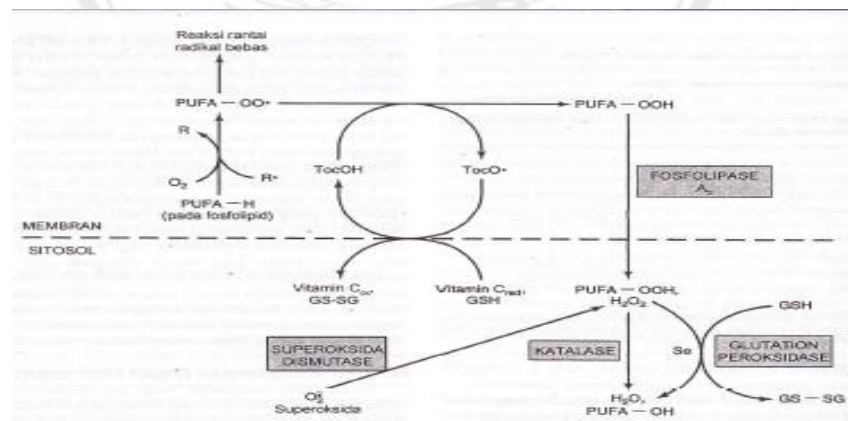 Reaksi rantai
radikal bebas
PUFA — OO•
PUFA — OOH
R
TocOH
TocO•
O₂
R•
FOSFOLIPASE
A₂
PUFA — H
(pada fosfolipid)
MEMBRAN
SITOSOL
Vitamin Cox,
GS-SG
Vitamin Cred,
GSH
PUFA — OOH,
H₂O₂
GSH
SUPEROKSIDA
DISMUTASE
KATALASE
Se
GLUTATION
PEROKSIDASE
Superoksida
H₂O,
PUFA — OH
GS — SG